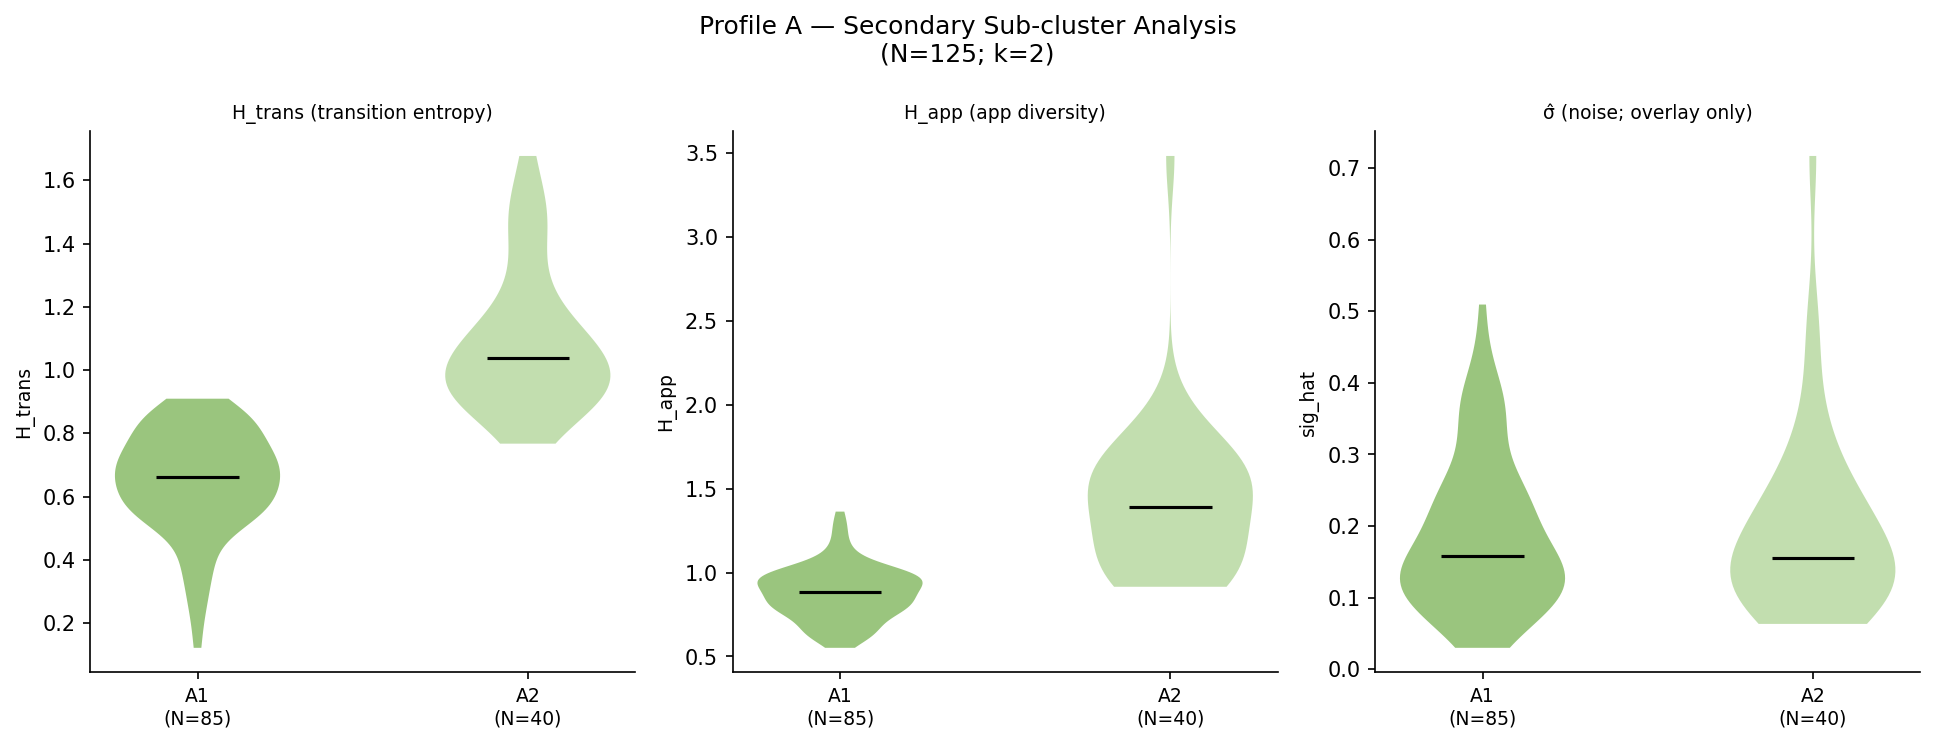 Profile A — Secondary Sub-cluster Analysis
(N=125; k=2)
H_trans (transition entropy)
H_trans
1.6
1.4
1.2
1.0
0.8
0.6
0.4
0.2
A1
(N=85)
A2
(N=40)
H_app (app diversity)
H_app
3.5
3.0
2.5
2.0
1.5
1.0
0.5
A1
(N=85)
A2
(N=40)
σ̂ (noise; overlay only)
sig_hat
0.7
0.6
0.5
0.4
0.3
0.2
0.1
0.0
A1
(N=85)
A2
(N=40)